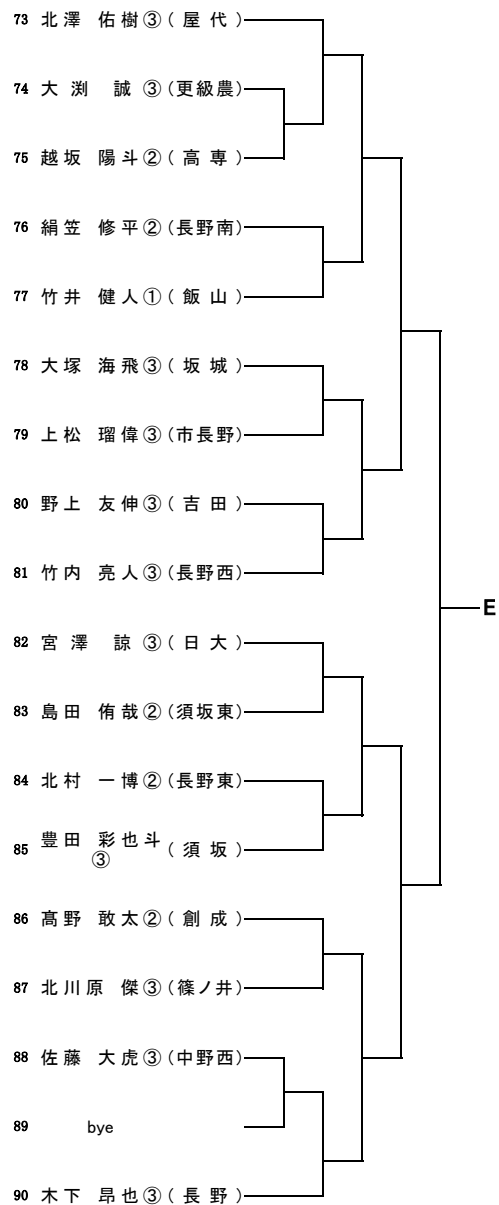 73 北澤 佑樹③(屋代)
74 大渕 誠③(更級農)
75 越坂 陽斗②(高専)
76 絹笠 修平②(長野南)
77 竹井 健人①(飯山)
78 大塚 海飛③(坂城)
79 上松 瑠偉③(市長野)
80 野上 友伸③(吉田)
81 竹内 亮人③(長野西)
E
82 宮澤 諒③(日大)
83 島田 侑哉②(須坂東)
84 北村 一博②(長野東)
85 豊田 彩也斗(須坂)
③
86 髙野 敢太②(創成)
87 北川原 傑③(篠ノ井)
88 佐藤 大虎③(中野西)
89 bye
90 木下 昂也③(長野)